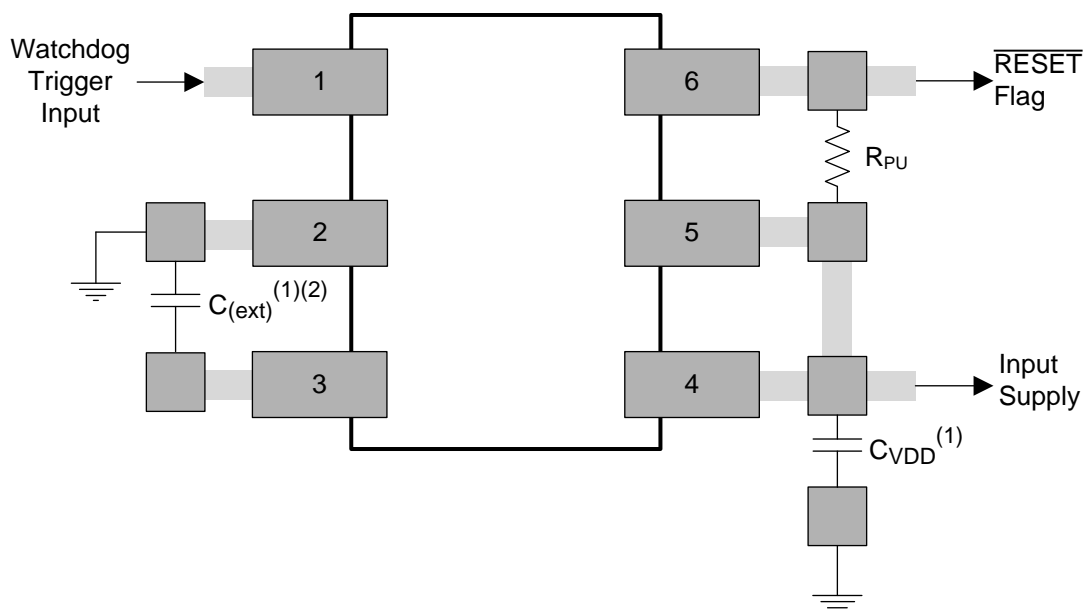 Watchdog
Trigger
Input
1
2
C(ext)(1)(2)
3
6
RESET
Flag
RPU
5
4
Input
Supply
CVDD(1)